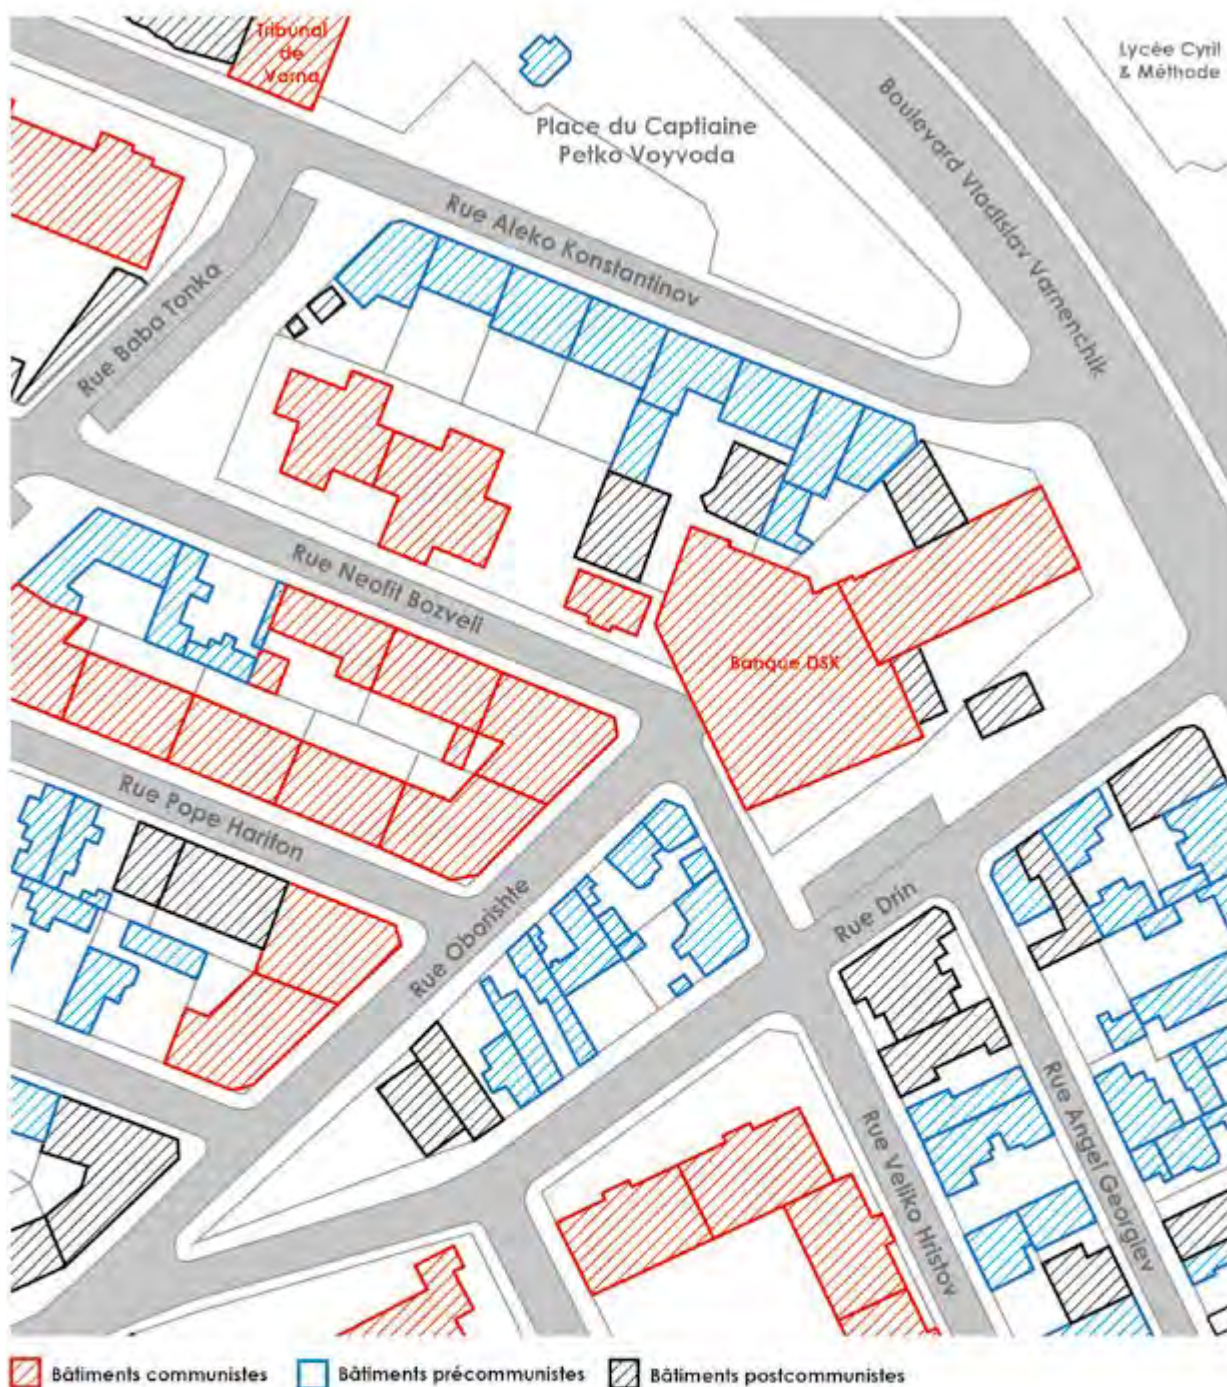 Tribunal
de
Varna
Lycée Cyril
& Méthode
Place du Captiaine
Petko Voyvoda
Boulevard Vladislav Varnenchik
Rue Aleko Konstantinov
Rue Baba Tonka
Rue Neofit Bozveli
Banque DSK
Rue Pope Hariton
Rue Oborishte
Rue Drin
Rue Veliko Hristov
Rue Angel Georgiev
Bâtiments communistes
Bâtiments précommunistes
Bâtiments postcommunistes